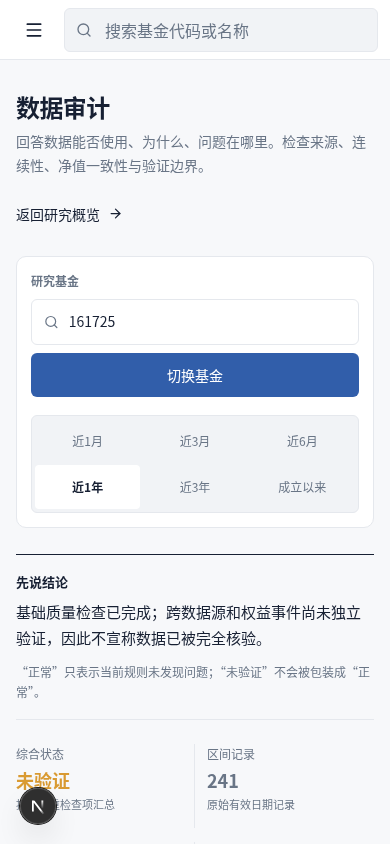 搜索基金代码或名称
数据审计
回答数据能否使用、为什么、问题在哪里。检查来源、连
续性、净值一致性与验证边界。
返回研究概览 →
研究基金
161725
切换基金
近1月 近3月 近6月
近1年 近3年 成立以来
先说结论
基础质量检查已完成；跨数据源和权益事件尚未独立
验证，因此不宣称数据已被完全核验。
“正常”只表示当前规则未发现问题；“未验证”不会被包装成“正
常”。
综合状态 区间记录
未验证 241
检查项汇总 原始有效日期记录
N